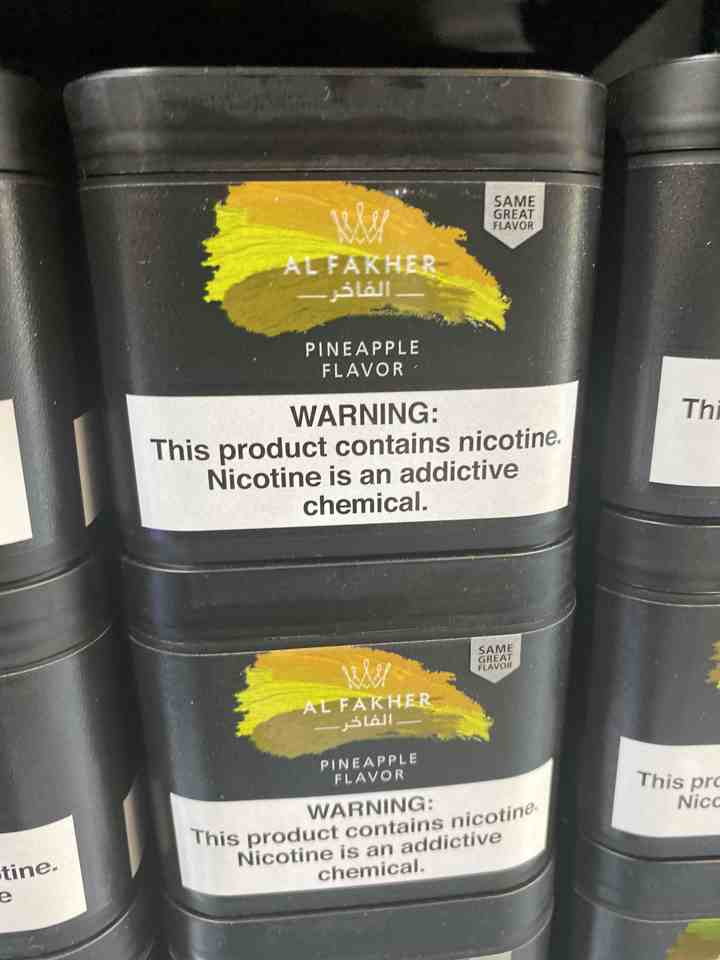 SAME
GREAT
FLAVOR
AL FAKHER
الفاخر
PINEAPPLE
FLAVOR
WARNING:
This product contains nicotine.
Nicotine is an addictive
chemical.
SAME
GREAT
FLAVOR
AL FAKHER
الفاخر
PINEAPPLE
FLAVOR
WARNING:
This product contains nicotine.
Nicotine is an addictive
chemical.